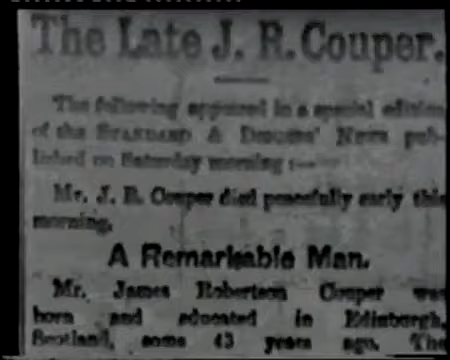 The Late J. R. Couper.
The following appeared in a special edition
of the STANDARD & DIGGERS' NEWS pub-
lished on Saturday morning :—
Mr. J. R. Couper died peacefully early this
morning.
A Remarkable Man.
Mr. James Robertson Couper was
born and educated in Edinburgh,
Scotland, some 43 years ago. The